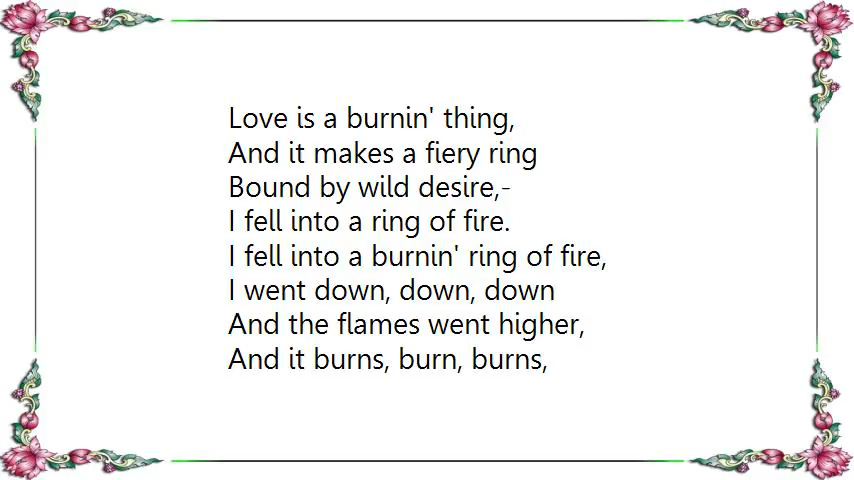 Love is a burnin' thing,
And it makes a fiery ring
Bound by wild desire,-
I fell into a ring of fire.
I fell into a burnin' ring of fire,
I went down, down, down
And the flames went higher,
And it burns, burn, burns,